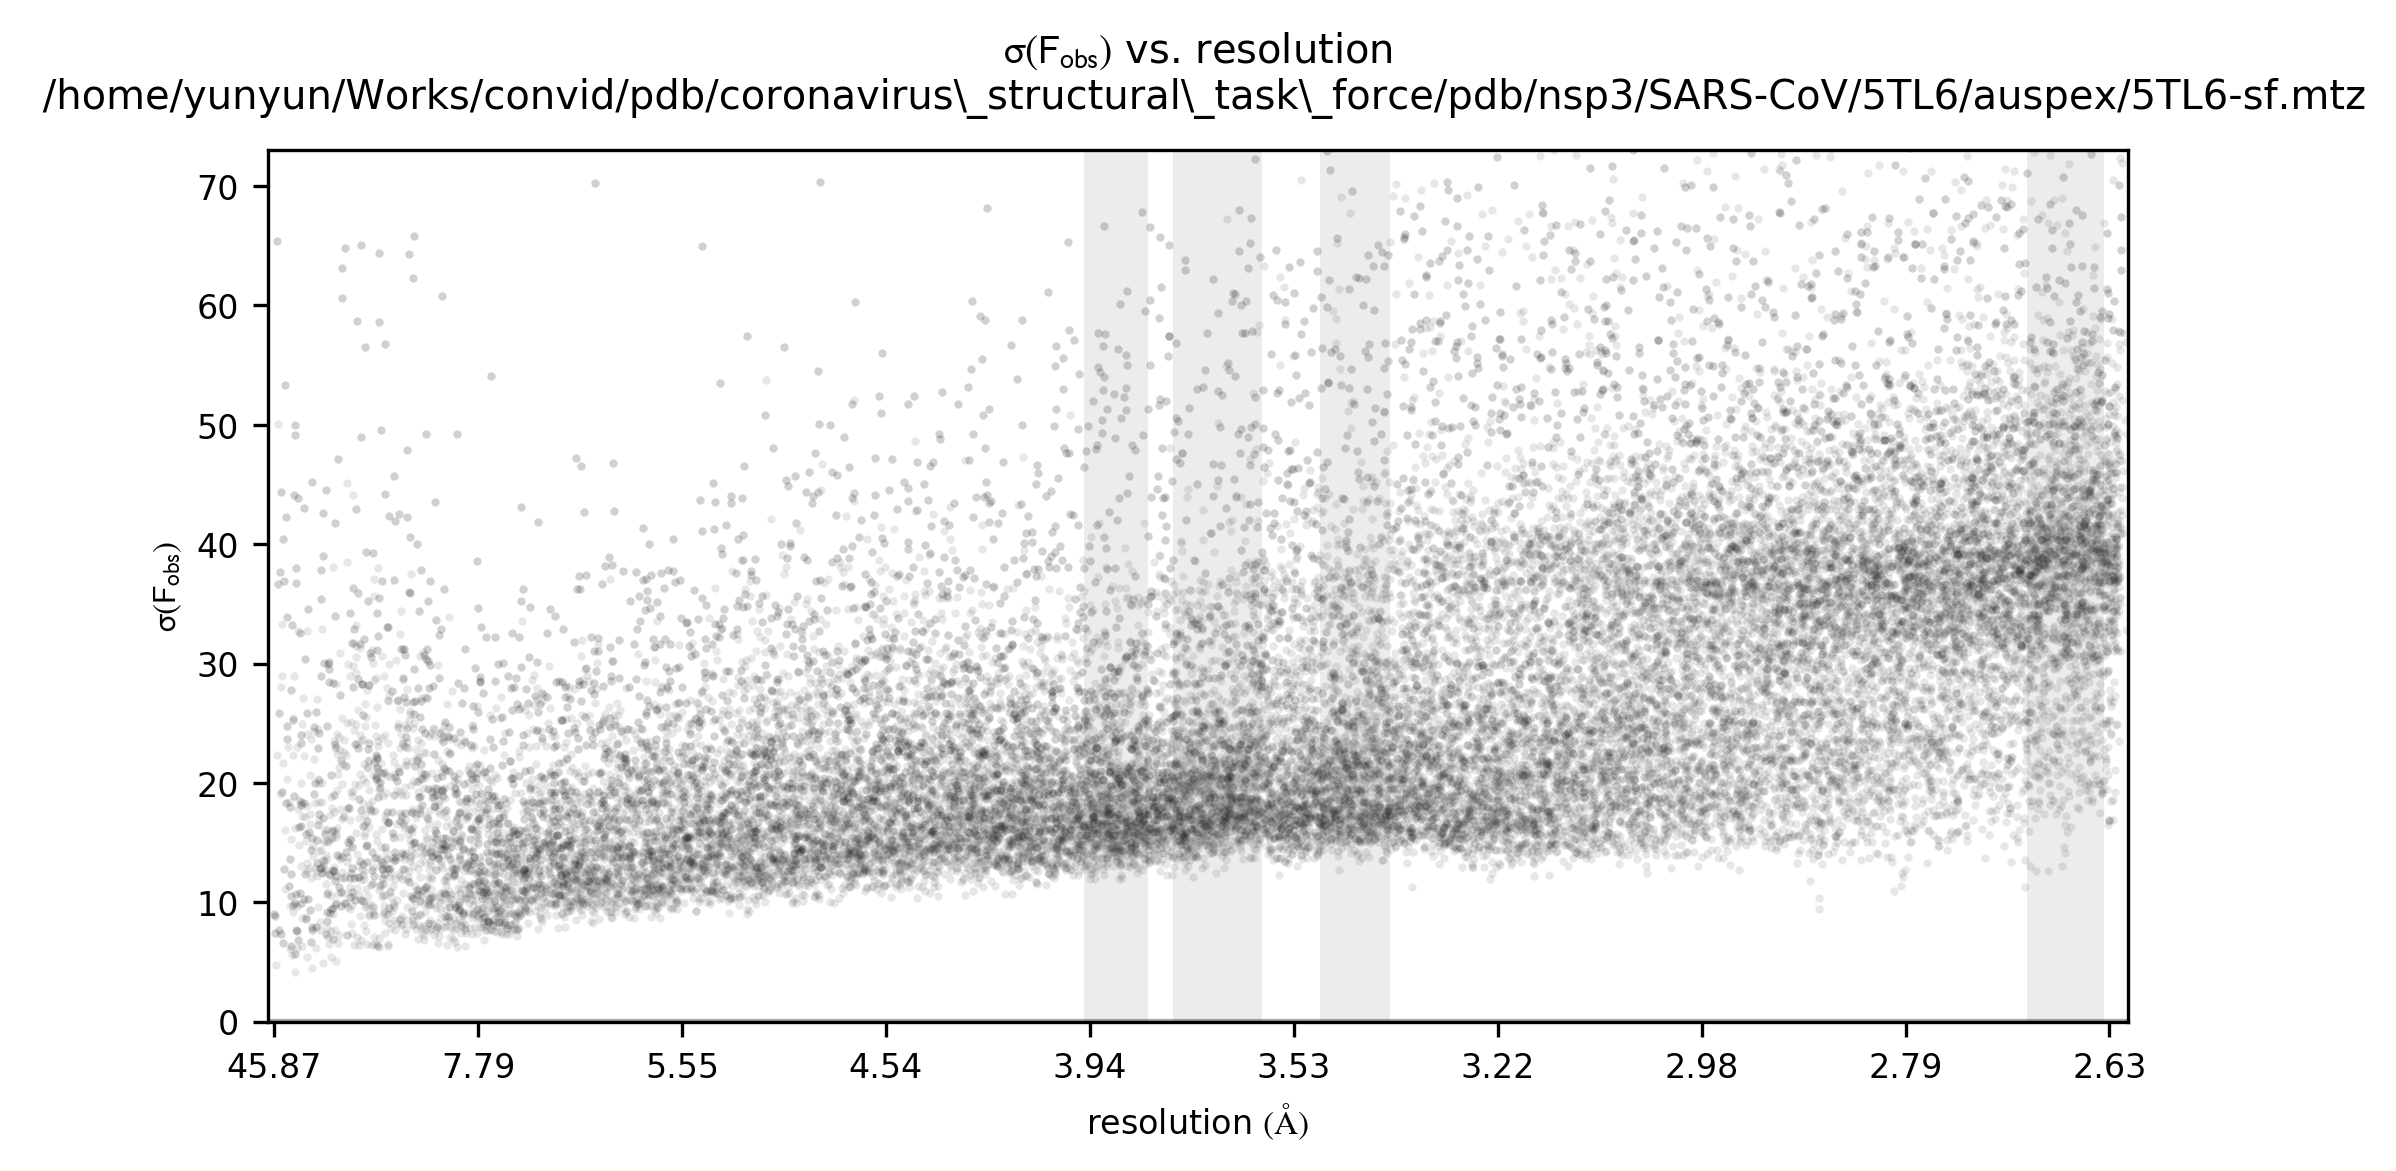 σ(Fobs) vs. resolution
/home/yunyun/Works/convid/pdb/coronavirus\_structural\_task\_force/pdb/nsp3/SARS-CoV/5TL6/auspex/5TL6-sf.mtz
70
60
50
40
30
20
10
0
σ(Fobs)
45.87 7.79 5.55 4.54 3.94 3.53 3.22 2.98 2.79 2.63
resolution (Å)